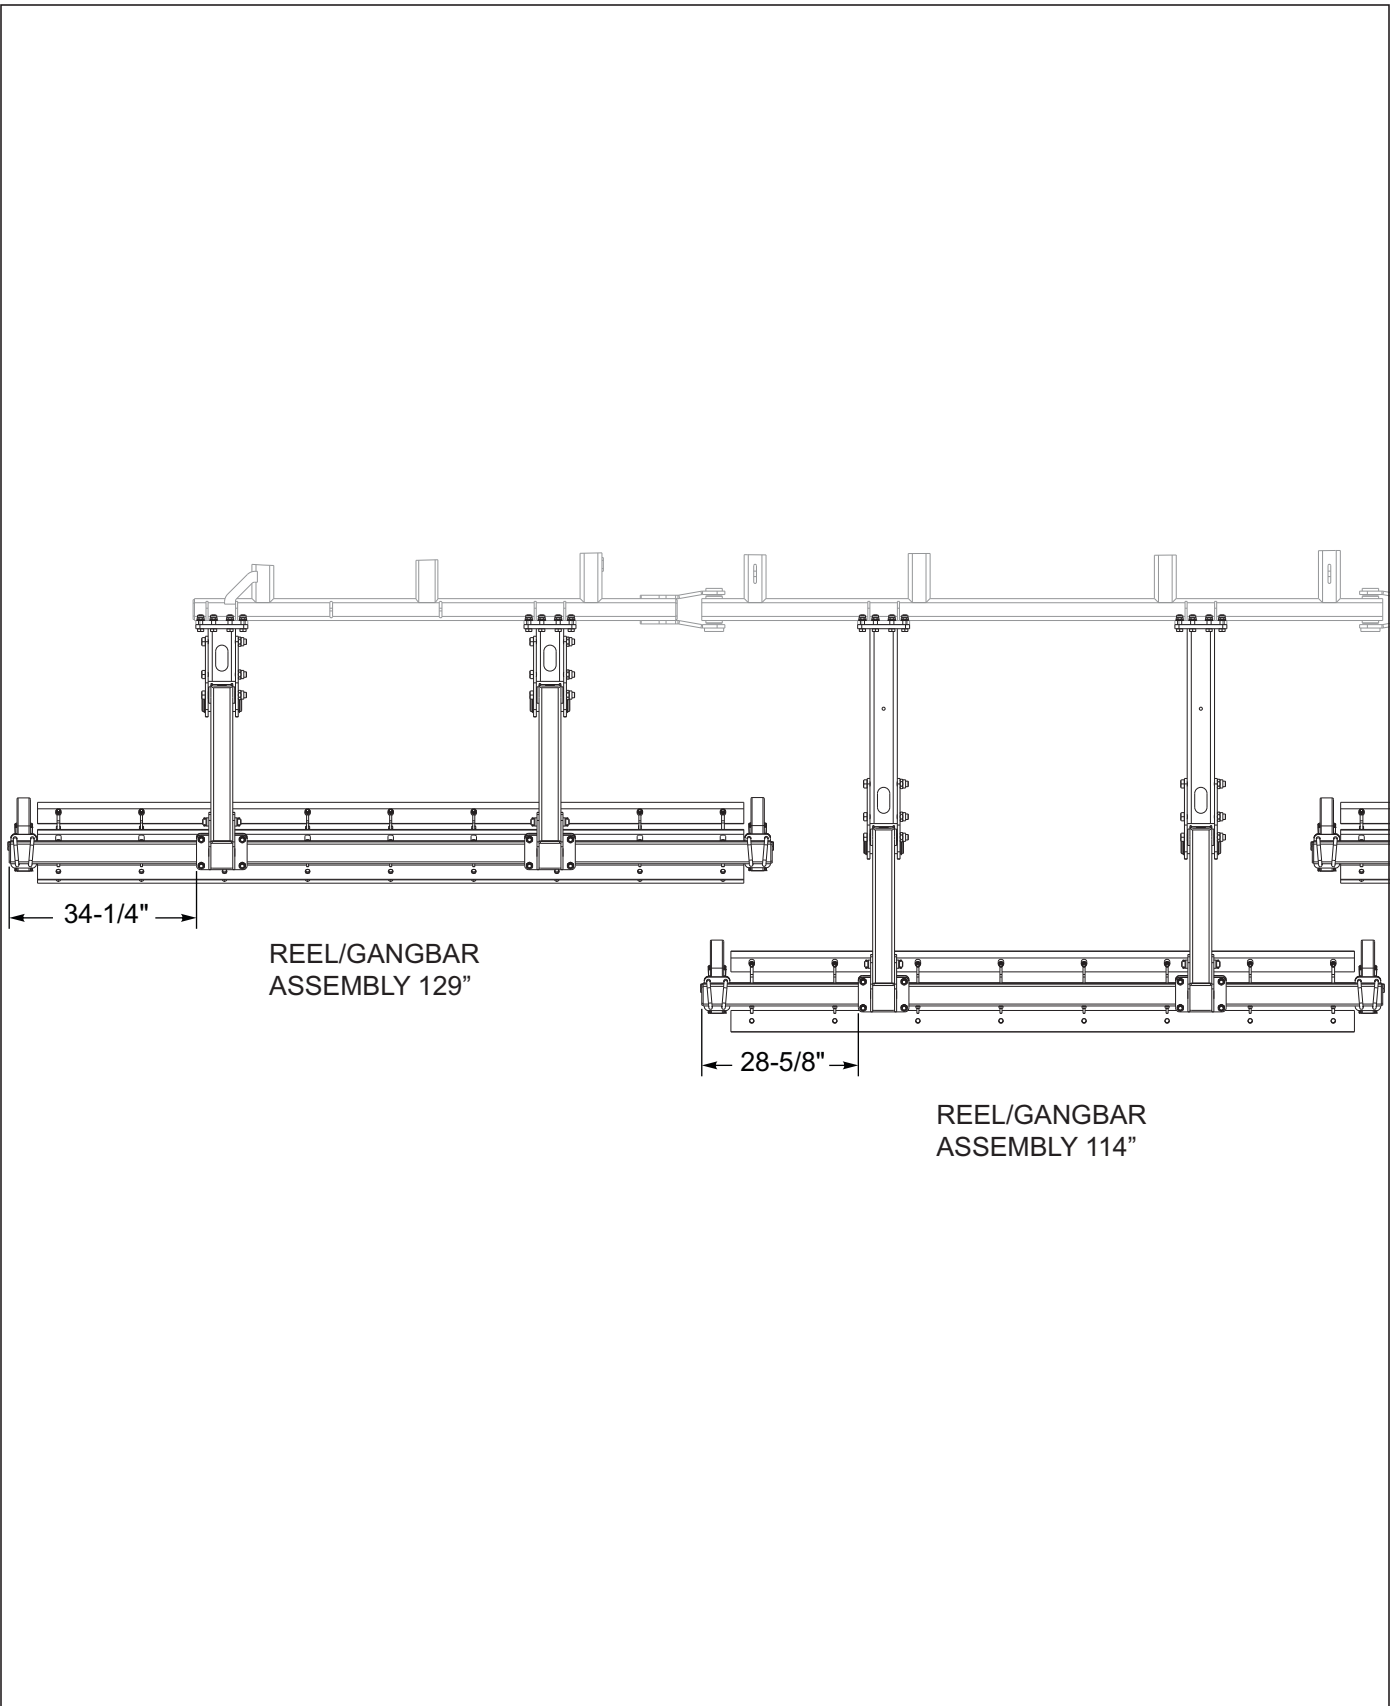 34-1/4"
REEL/GANGBAR
ASSEMBLY 129”
28-5/8"
REEL/GANGBAR
ASSEMBLY 114”